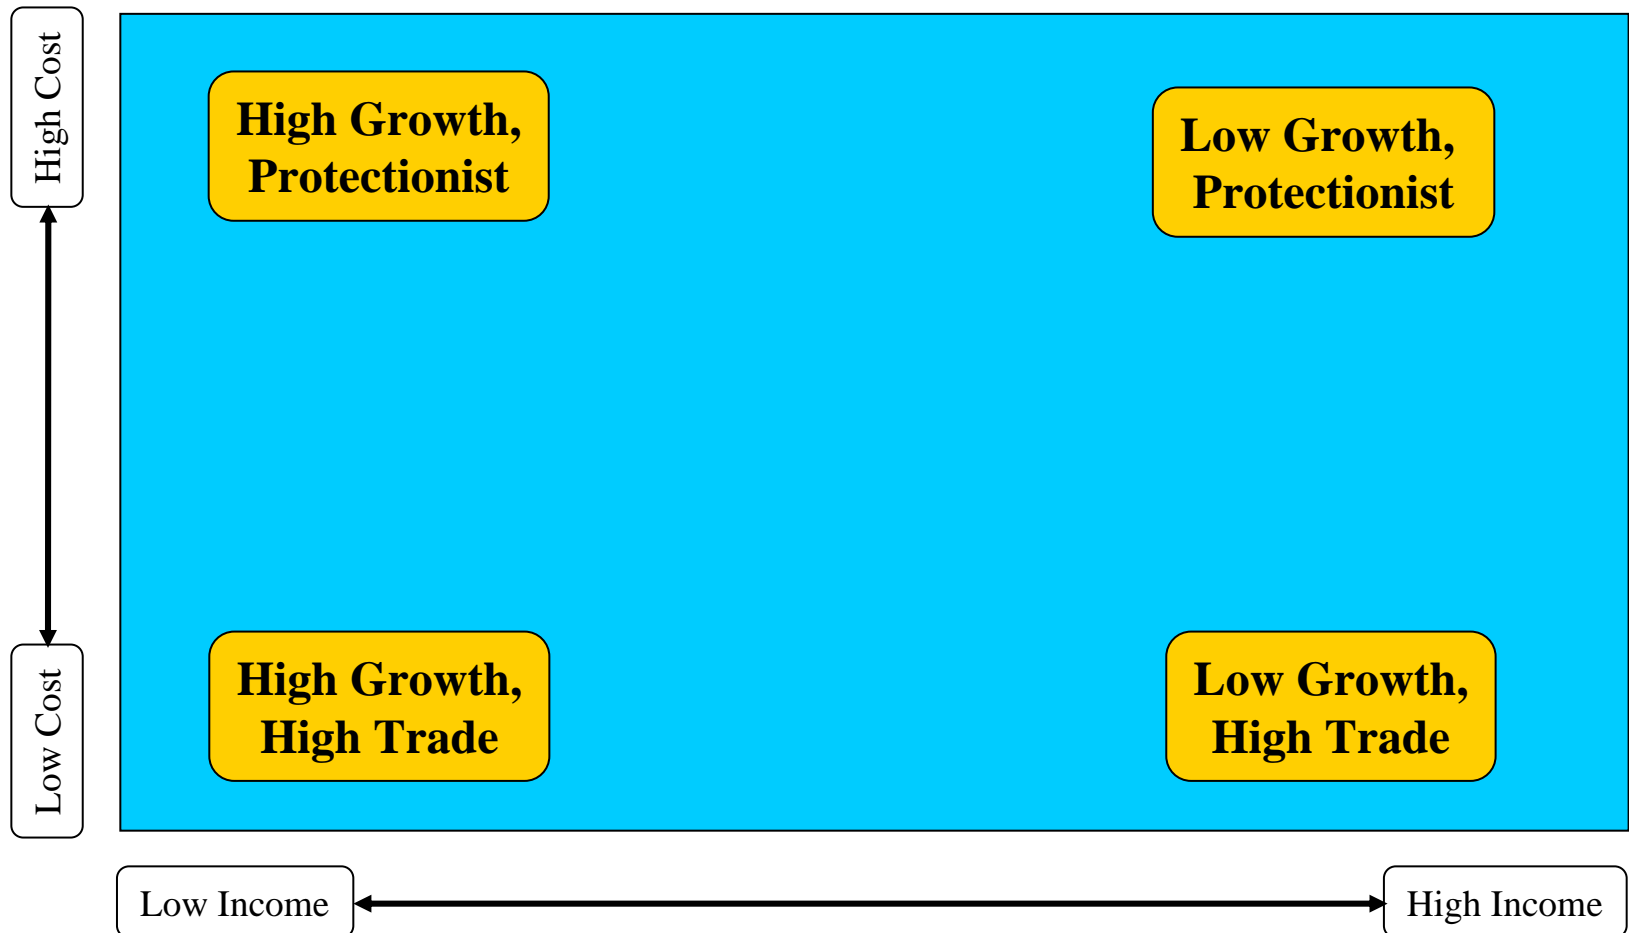 High Cost
High Growth,
Protectionist
Low Growth,
Protectionist
Low Cost
High Growth,
High Trade
Low Growth,
High Trade
Low Income
High Income